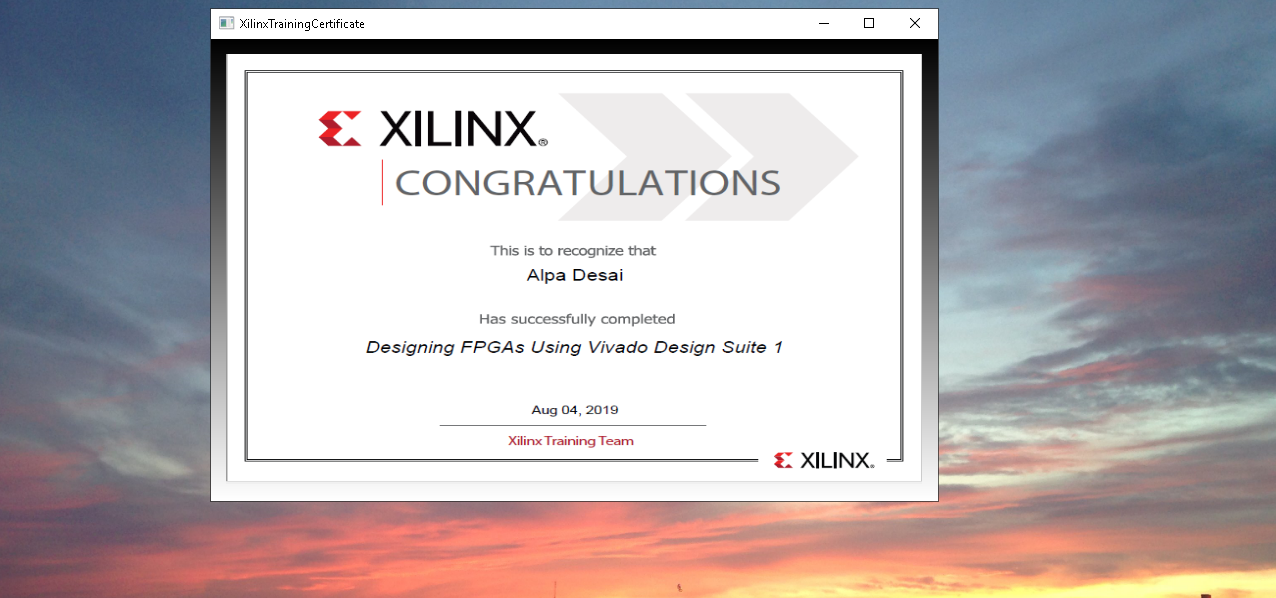 XilinxTrainingCertificate
XILINX®
CONGRATULATIONS
This is to recognize that
Alpa Desai
Has successfully completed
Designing FPGAs Using Vivado Design Suite 1
Aug 04, 2019
Xilinx Training Team
XILINX®